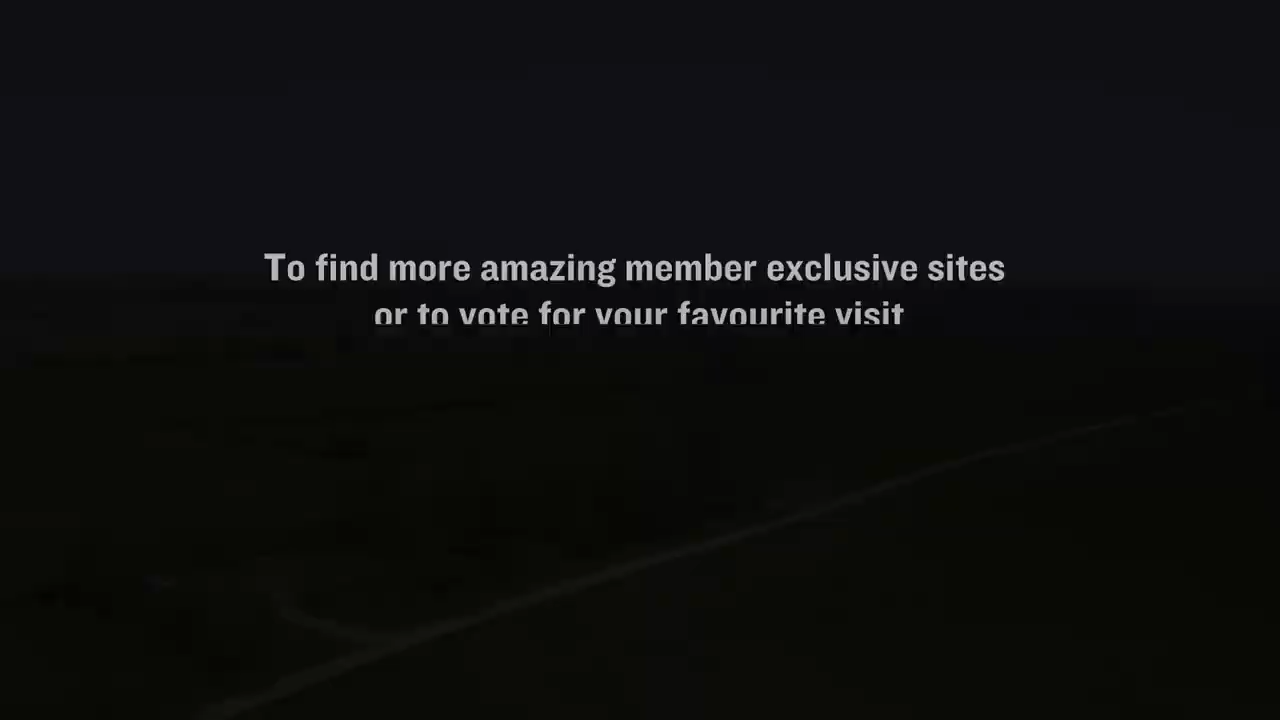 To find more amazing member exclusive sites
or to vote for your favourite visit